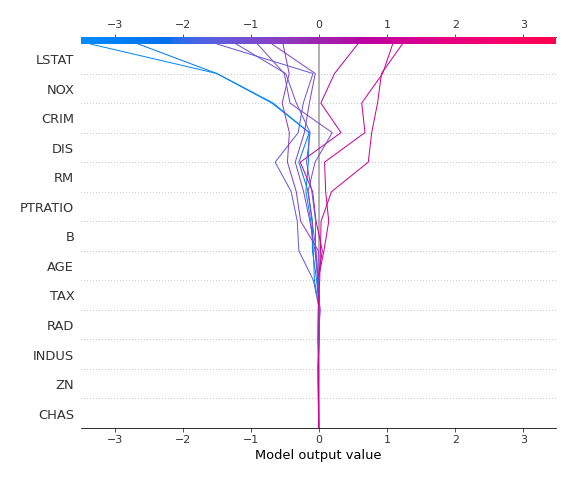 −3 −2 −1 0 1 2 3
LSTAT
NOX
CRIM
DIS
RM
PTRATIO
B
AGE
TAX
RAD
INDUS
ZN
CHAS
−3 −2 −1 0 1 2 3
Model output value